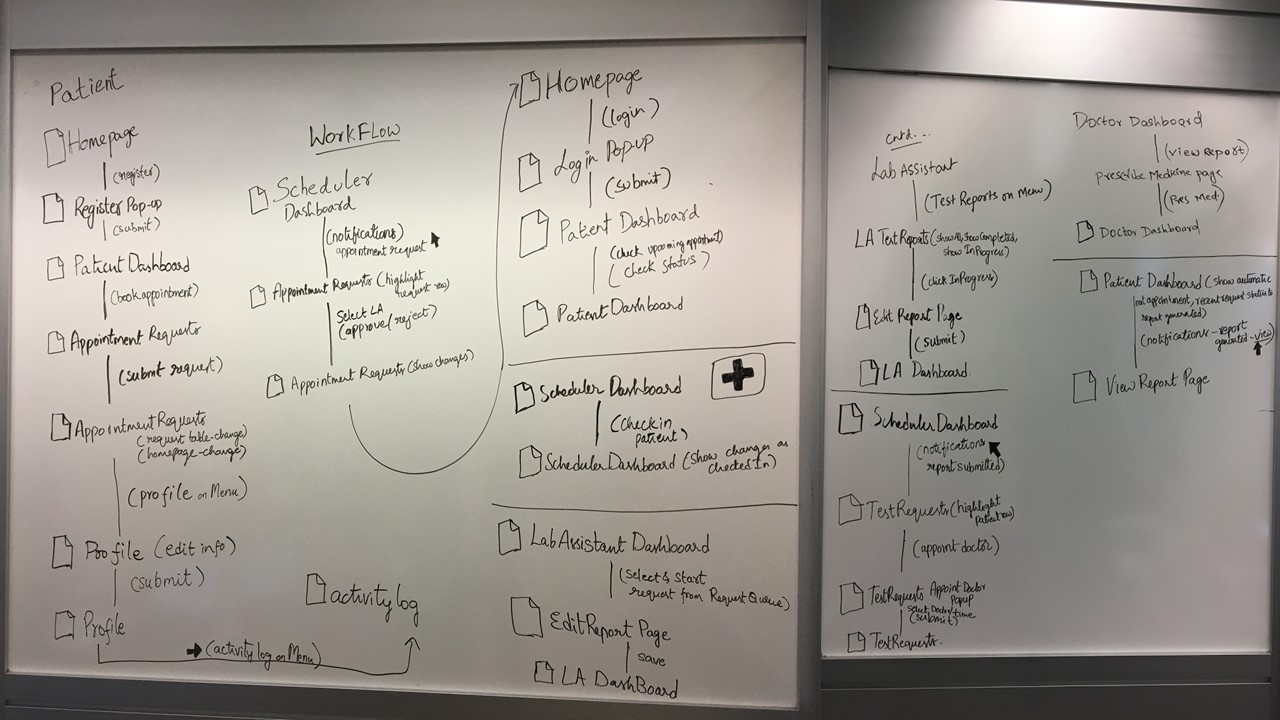 Patient
Homepage
(register)
Register Pop-up
(submit)
Patient Dashboard
(book appointment)
Appointment Requests
(submit request)
Appointment Requests
(request table-change)
(homepage-change)
(profile on Menu)
Profile (edit info)
(submit)
Profile
(activity log on Menu)
activity log
WORKFLOW
Scheduler
Dashboard
(notifications)
appointment request
Appointment Requests (highlight
request row)
Select LA
(approve/reject)
Appointment Requests (show changes)
Homepage
(login)
Login Pop-up
(submit)
Patient Dashboard
(check upcoming appointment)
(check status)
Patient Dashboard
Scheduler Dashboard
(check in
patient)
Scheduler Dashboard (show changes as
checked In)
Lab Assistant Dashboard
(select & start
request from Request Queue)
Edit Report Page
save
LA DashBoard
cntd...
Lab Assistant
(Test Reports on Menu)
LA Test Reports (show All, show Completed,
show InProgress)
(click InProgress)
Edit Report Page
(submit)
LA Dashboard.
Scheduler Dashboard
(notifications
report submitted)
Test Requests (highlight
patient row)
(appoint doctor)
Test Requests Appoint Doctor
Popup
select Doctor/time
(submit)
Test Requests.
Doctor Dashboard
(view Report)
prescribe Medicine page
(Pres Med)
Doctor Dashboard
Patient Dashboard (show automatic
appointment, recent request status to
report generated)
(notifications - report
generated - view)
View Report Page